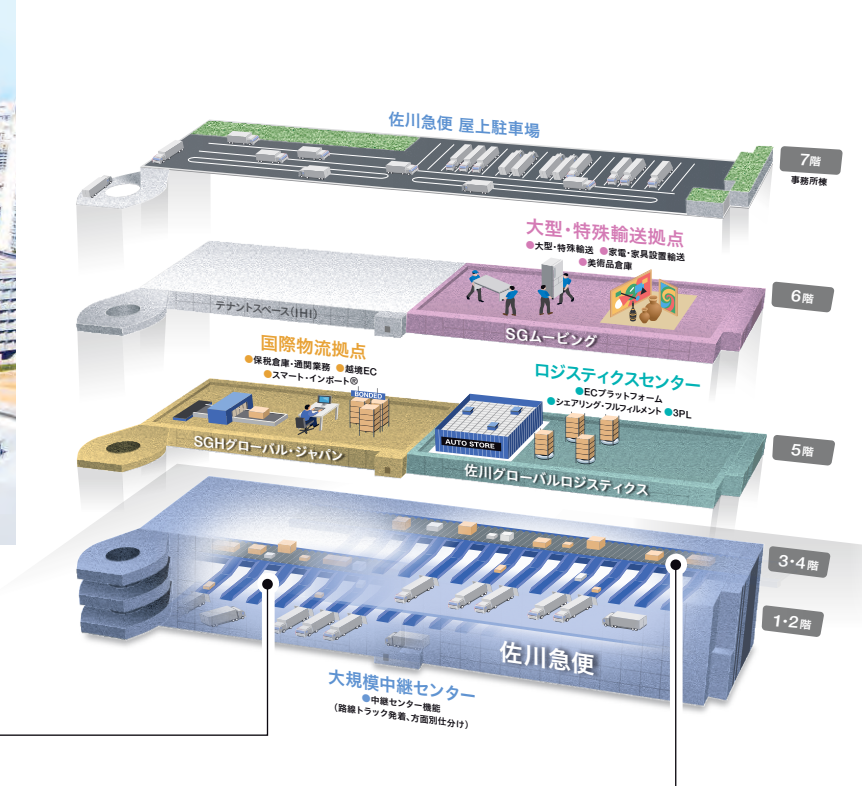 佐川急便 屋上駐車場
7階
事務所棟
大型・特殊輸送拠点
●大型・特殊輸送 ●家電・家具設置輸送
●美術品倉庫
6階
テナントスペース(IHI)
SGムービング
国際物流拠点
●保税倉庫・通関業務 ●越境EC
●スマート・インポート®
BONDED
SGHグローバル・ジャパン
ロジスティクスセンター
●ECプラットフォーム
●シェアリング・フルフィルメント ●3PL
AUTO STORE
佐川グローバルロジスティクス
5階
3・4階
1・2階
佐川急便
大規模中継センター
●中継センター機能
(路線トラック発着、方面別仕分け)